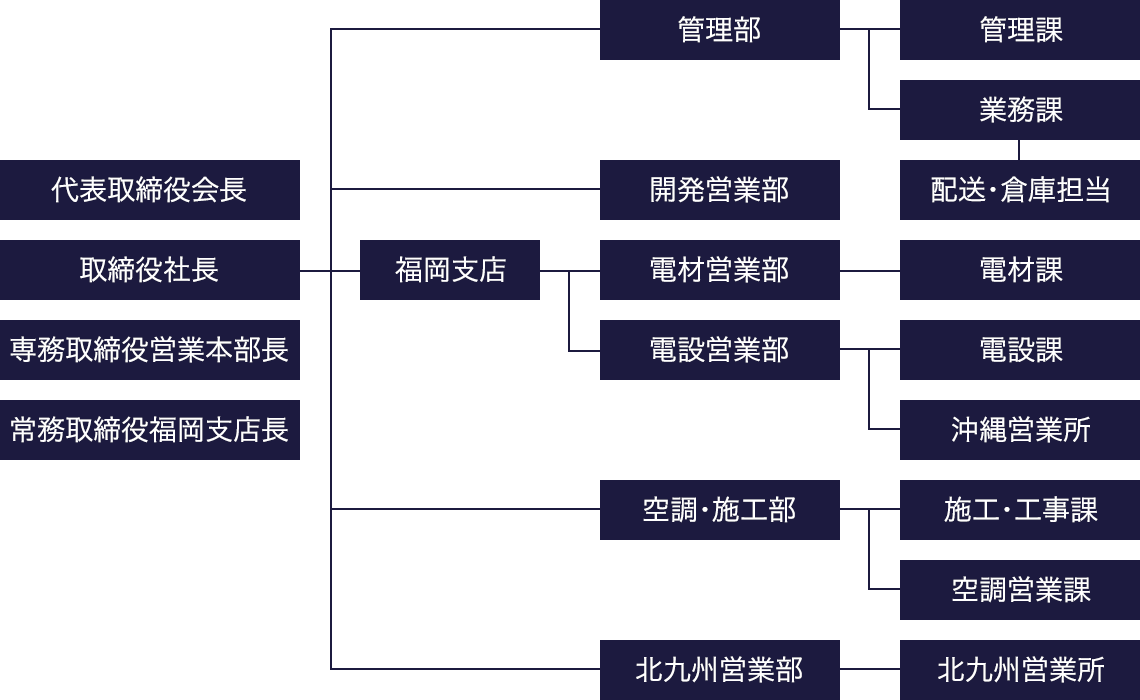 代表取締役会長
取締役社長
専務取締役営業本部長
常務取締役福岡支店長
福岡支店
管理部
開発営業部
電材営業部
電設営業部
空調・施工部
北九州営業部
管理課
業務課
配送・倉庫担当
電材課
電設課
沖縄営業所
施工・工事課
空調営業課
北九州営業所